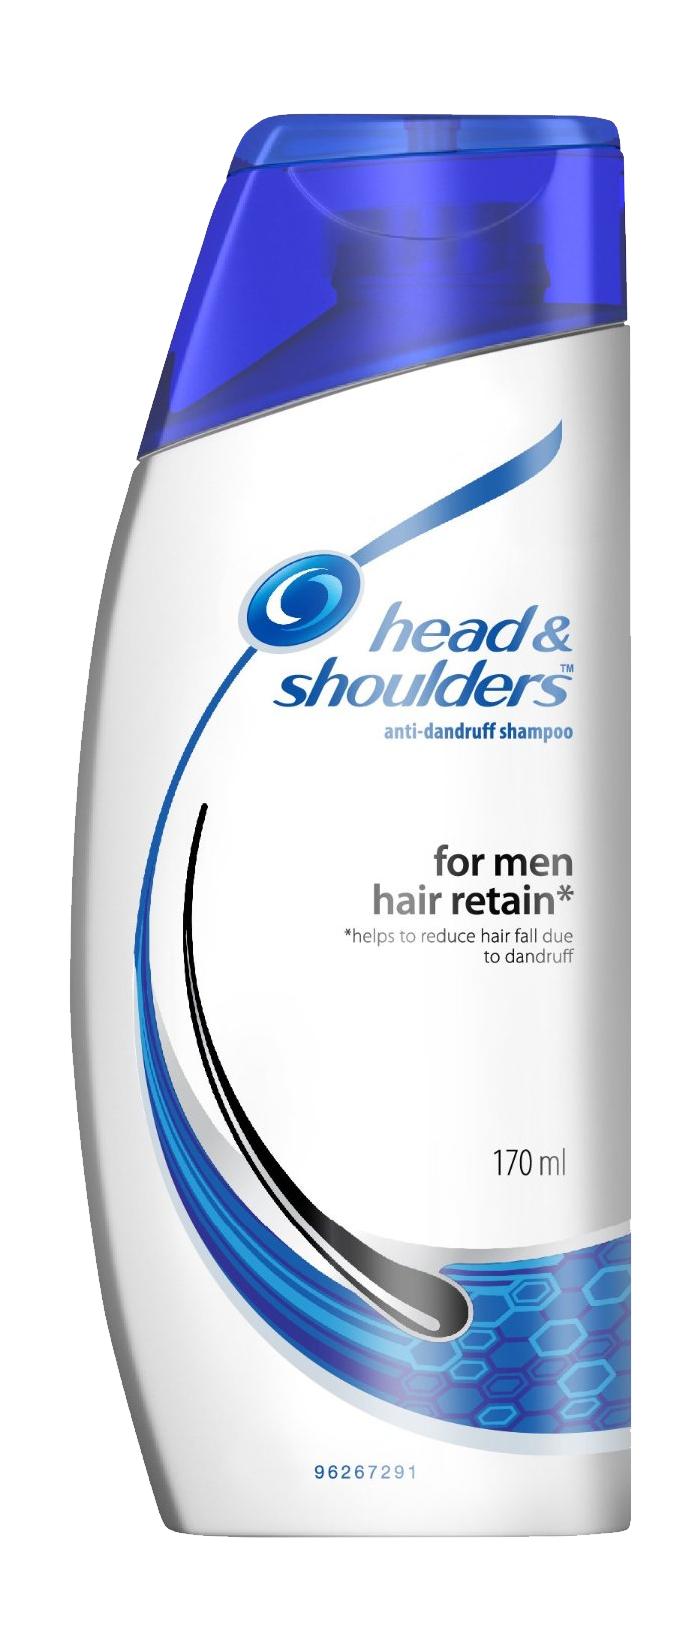 head &
shoulders™
anti-dandruff shampoo
for men
hair retain*
*helps to reduce hair fall due
to dandruff
170 ml
96267291